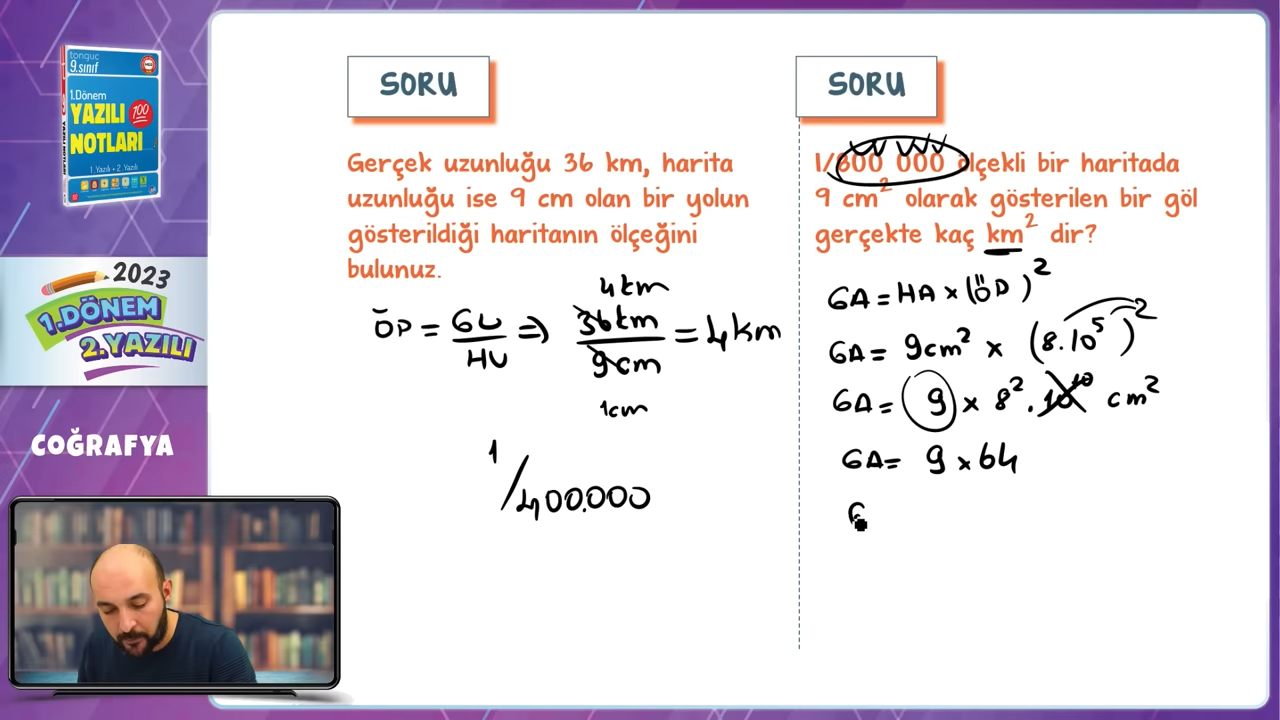 tonguç
9.sınıf
1.Dönem
YAZILI
100
NOTLARI
1.Yazılı • 2.Yazılı
YAZILI NOTLARI
2023
1.DÖNEM
2.YAZILI
COĞRAFYA
SORU
Gerçek uzunluğu 36 km, harita
uzunluğu ise 9 cm olan bir yolun
gösterildiği haritanın ölçeğini
bulunuz.
4km
ÖP = GU/HU ⇒ 36km/9cm = 4km
1cm
1/400.000
SORU
1/800 000 ölçekli bir haritada
9 cm² olarak gösterilen bir göl
gerçekte kaç km² dir?
GA = HA × (ÖD)²
GA = 9cm² × (8.10⁵)²
GA = 9 × 8² . 10¹⁰ cm²
GA = 9 × 64